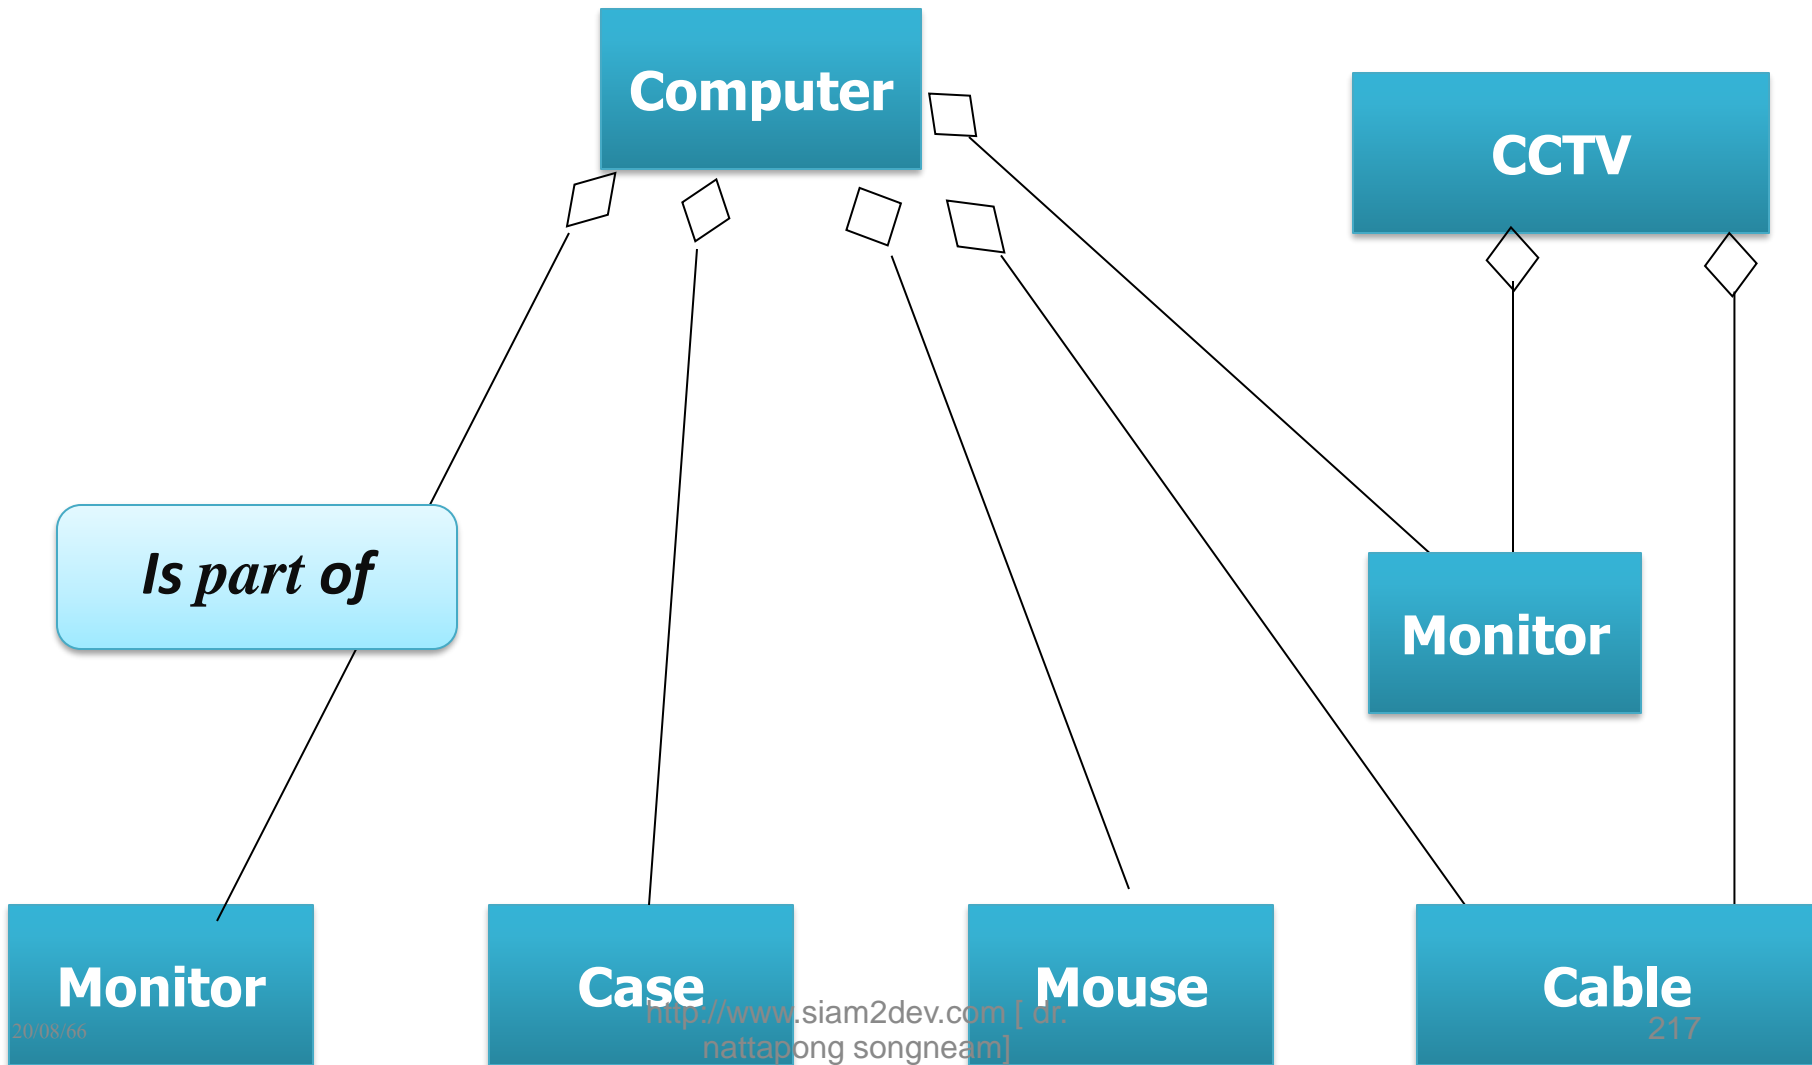 Computer
CCTV
Is part of
Monitor
Monitor
Case
Mouse
Cable
20/08/66
http://www.siam2dev.com [ dr.
nattapong songneam]
217